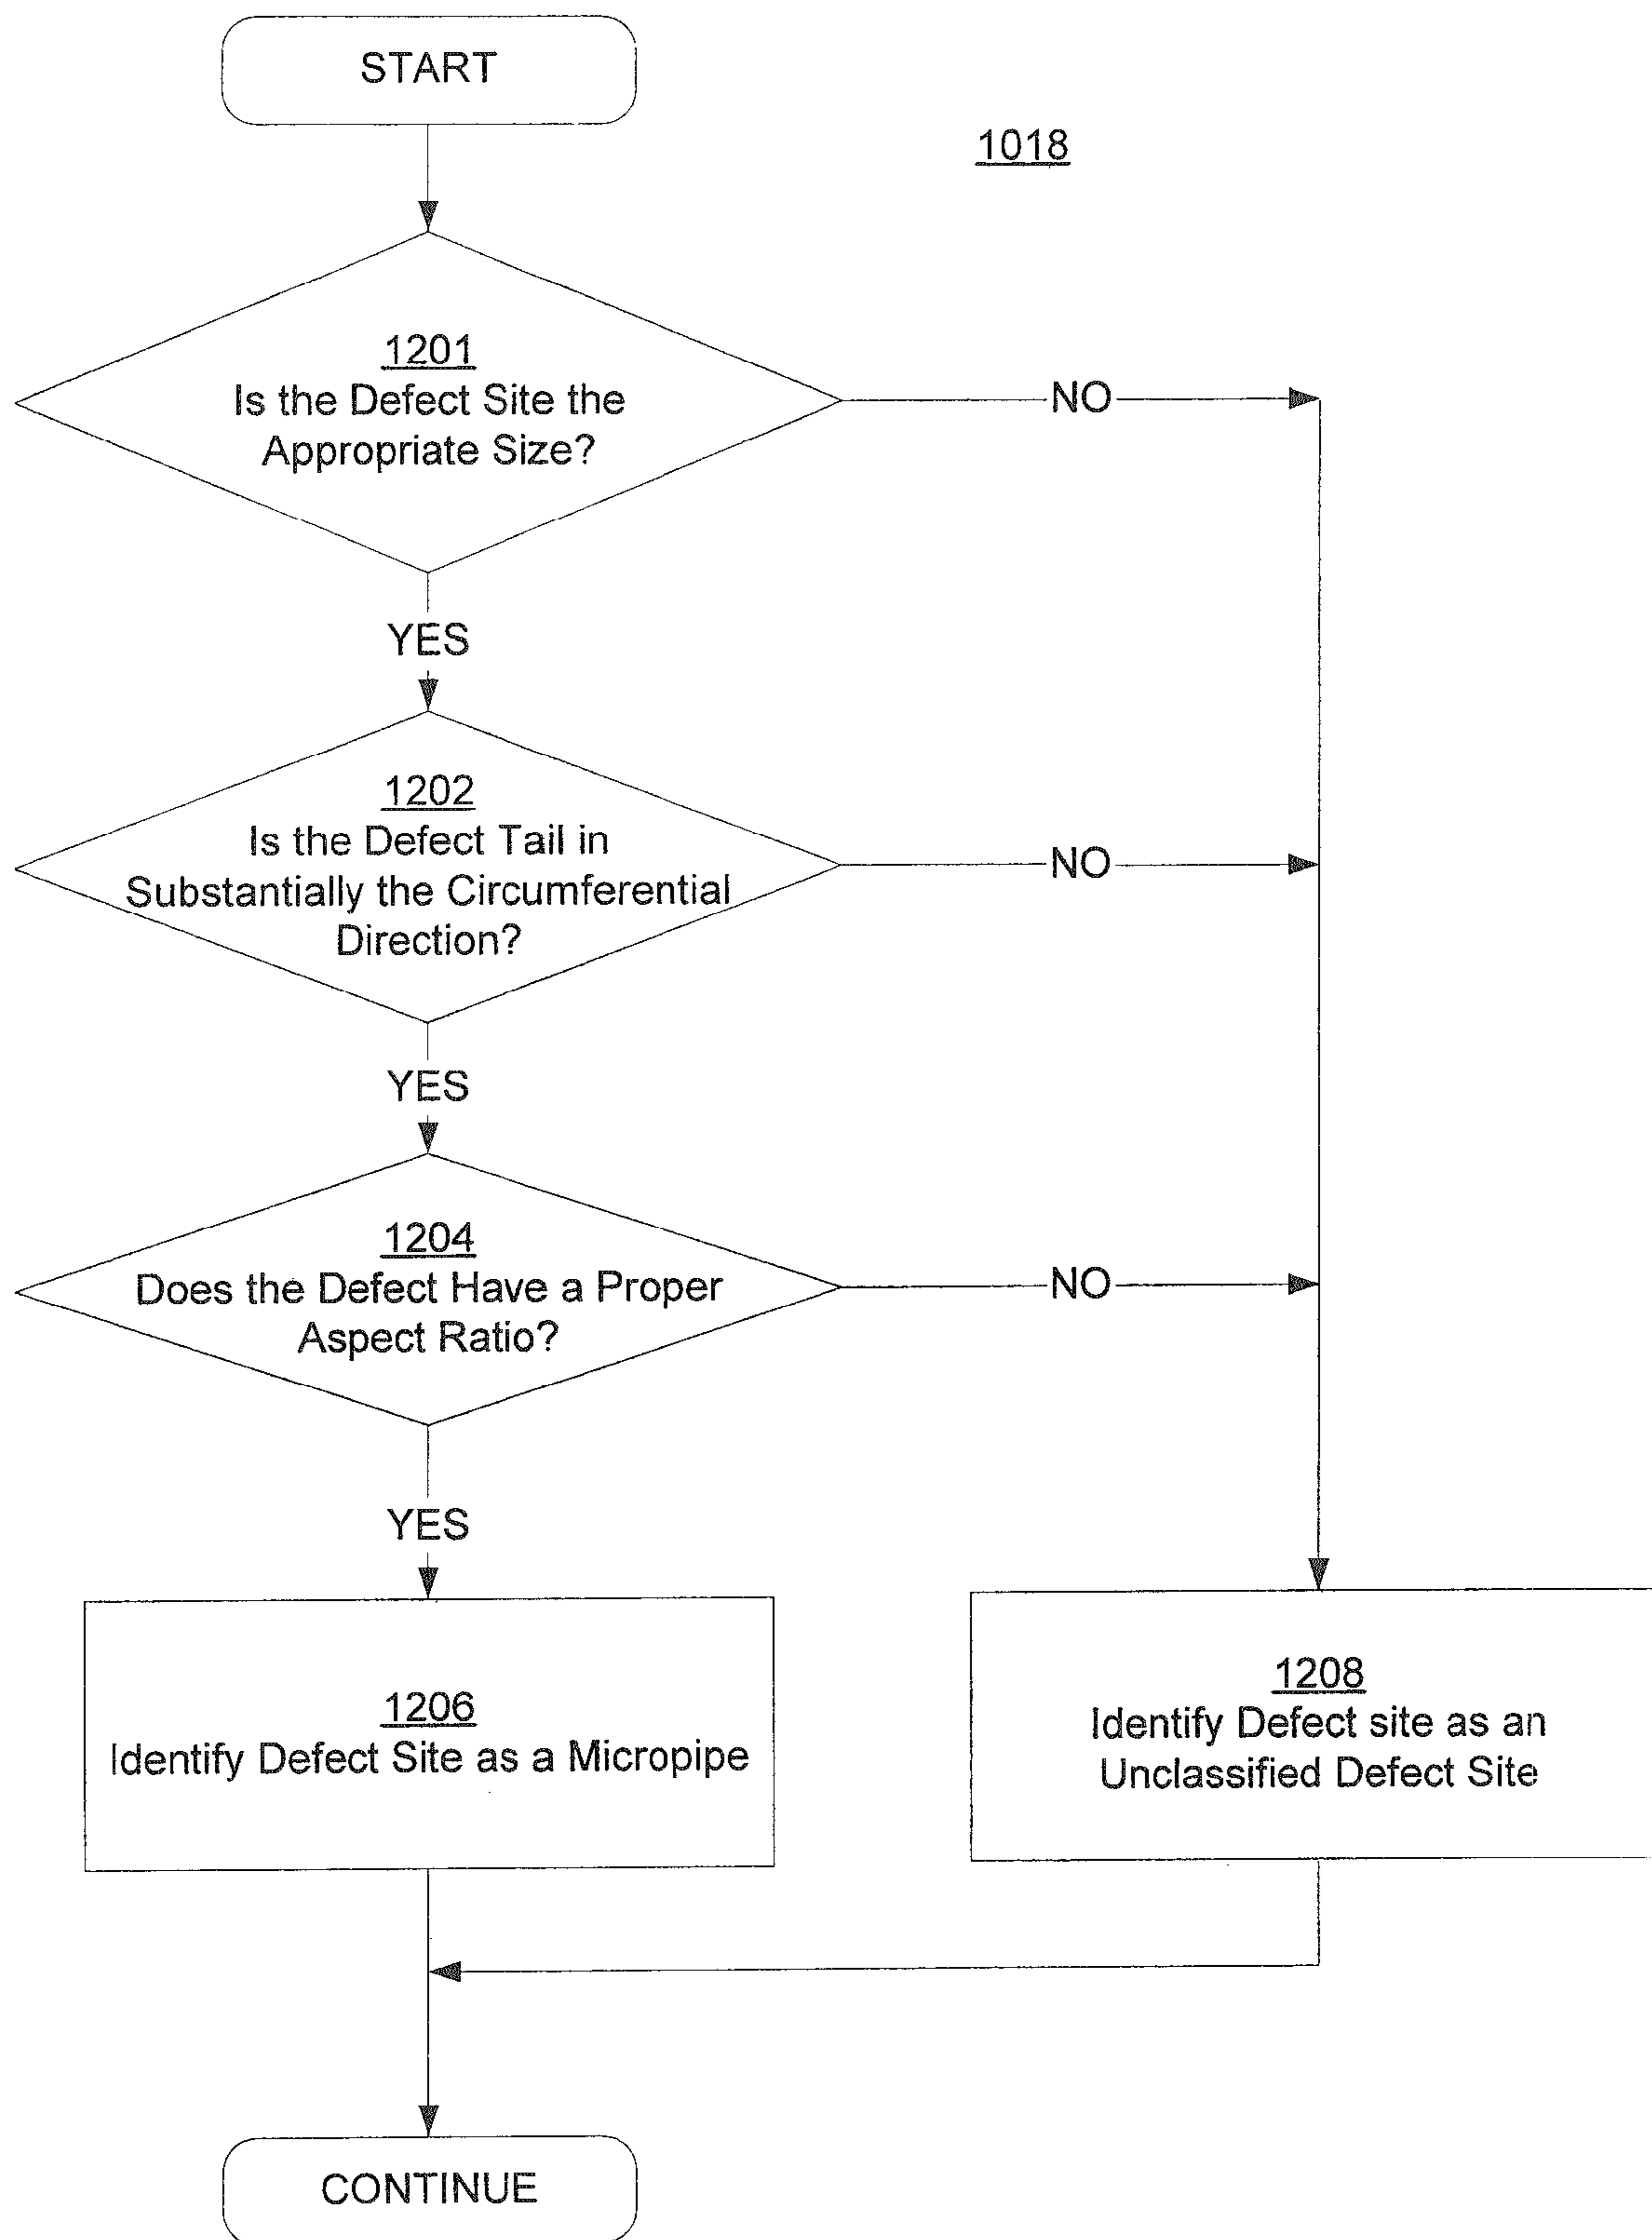 START
1018
1201
Is the Defect Site the
Appropriate Size?
NO
YES
1202
Is the Defect Tail in
Substantially the Circumferential
Direction?
NO
YES
1204
Does the Defect Have a Proper
Aspect Ratio?
NO
YES
1206
Identify Defect Site as a Micropipe
1208
Identify Defect site as an
Unclassified Defect Site
CONTINUE